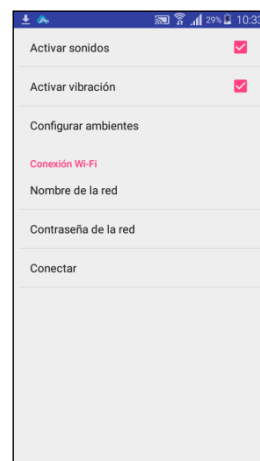 29% 10:33
Activar sonidos
Activar vibración
Configurar ambientes
Conexión Wi-Fi
Nombre de la red
Contraseña de la red
Conectar